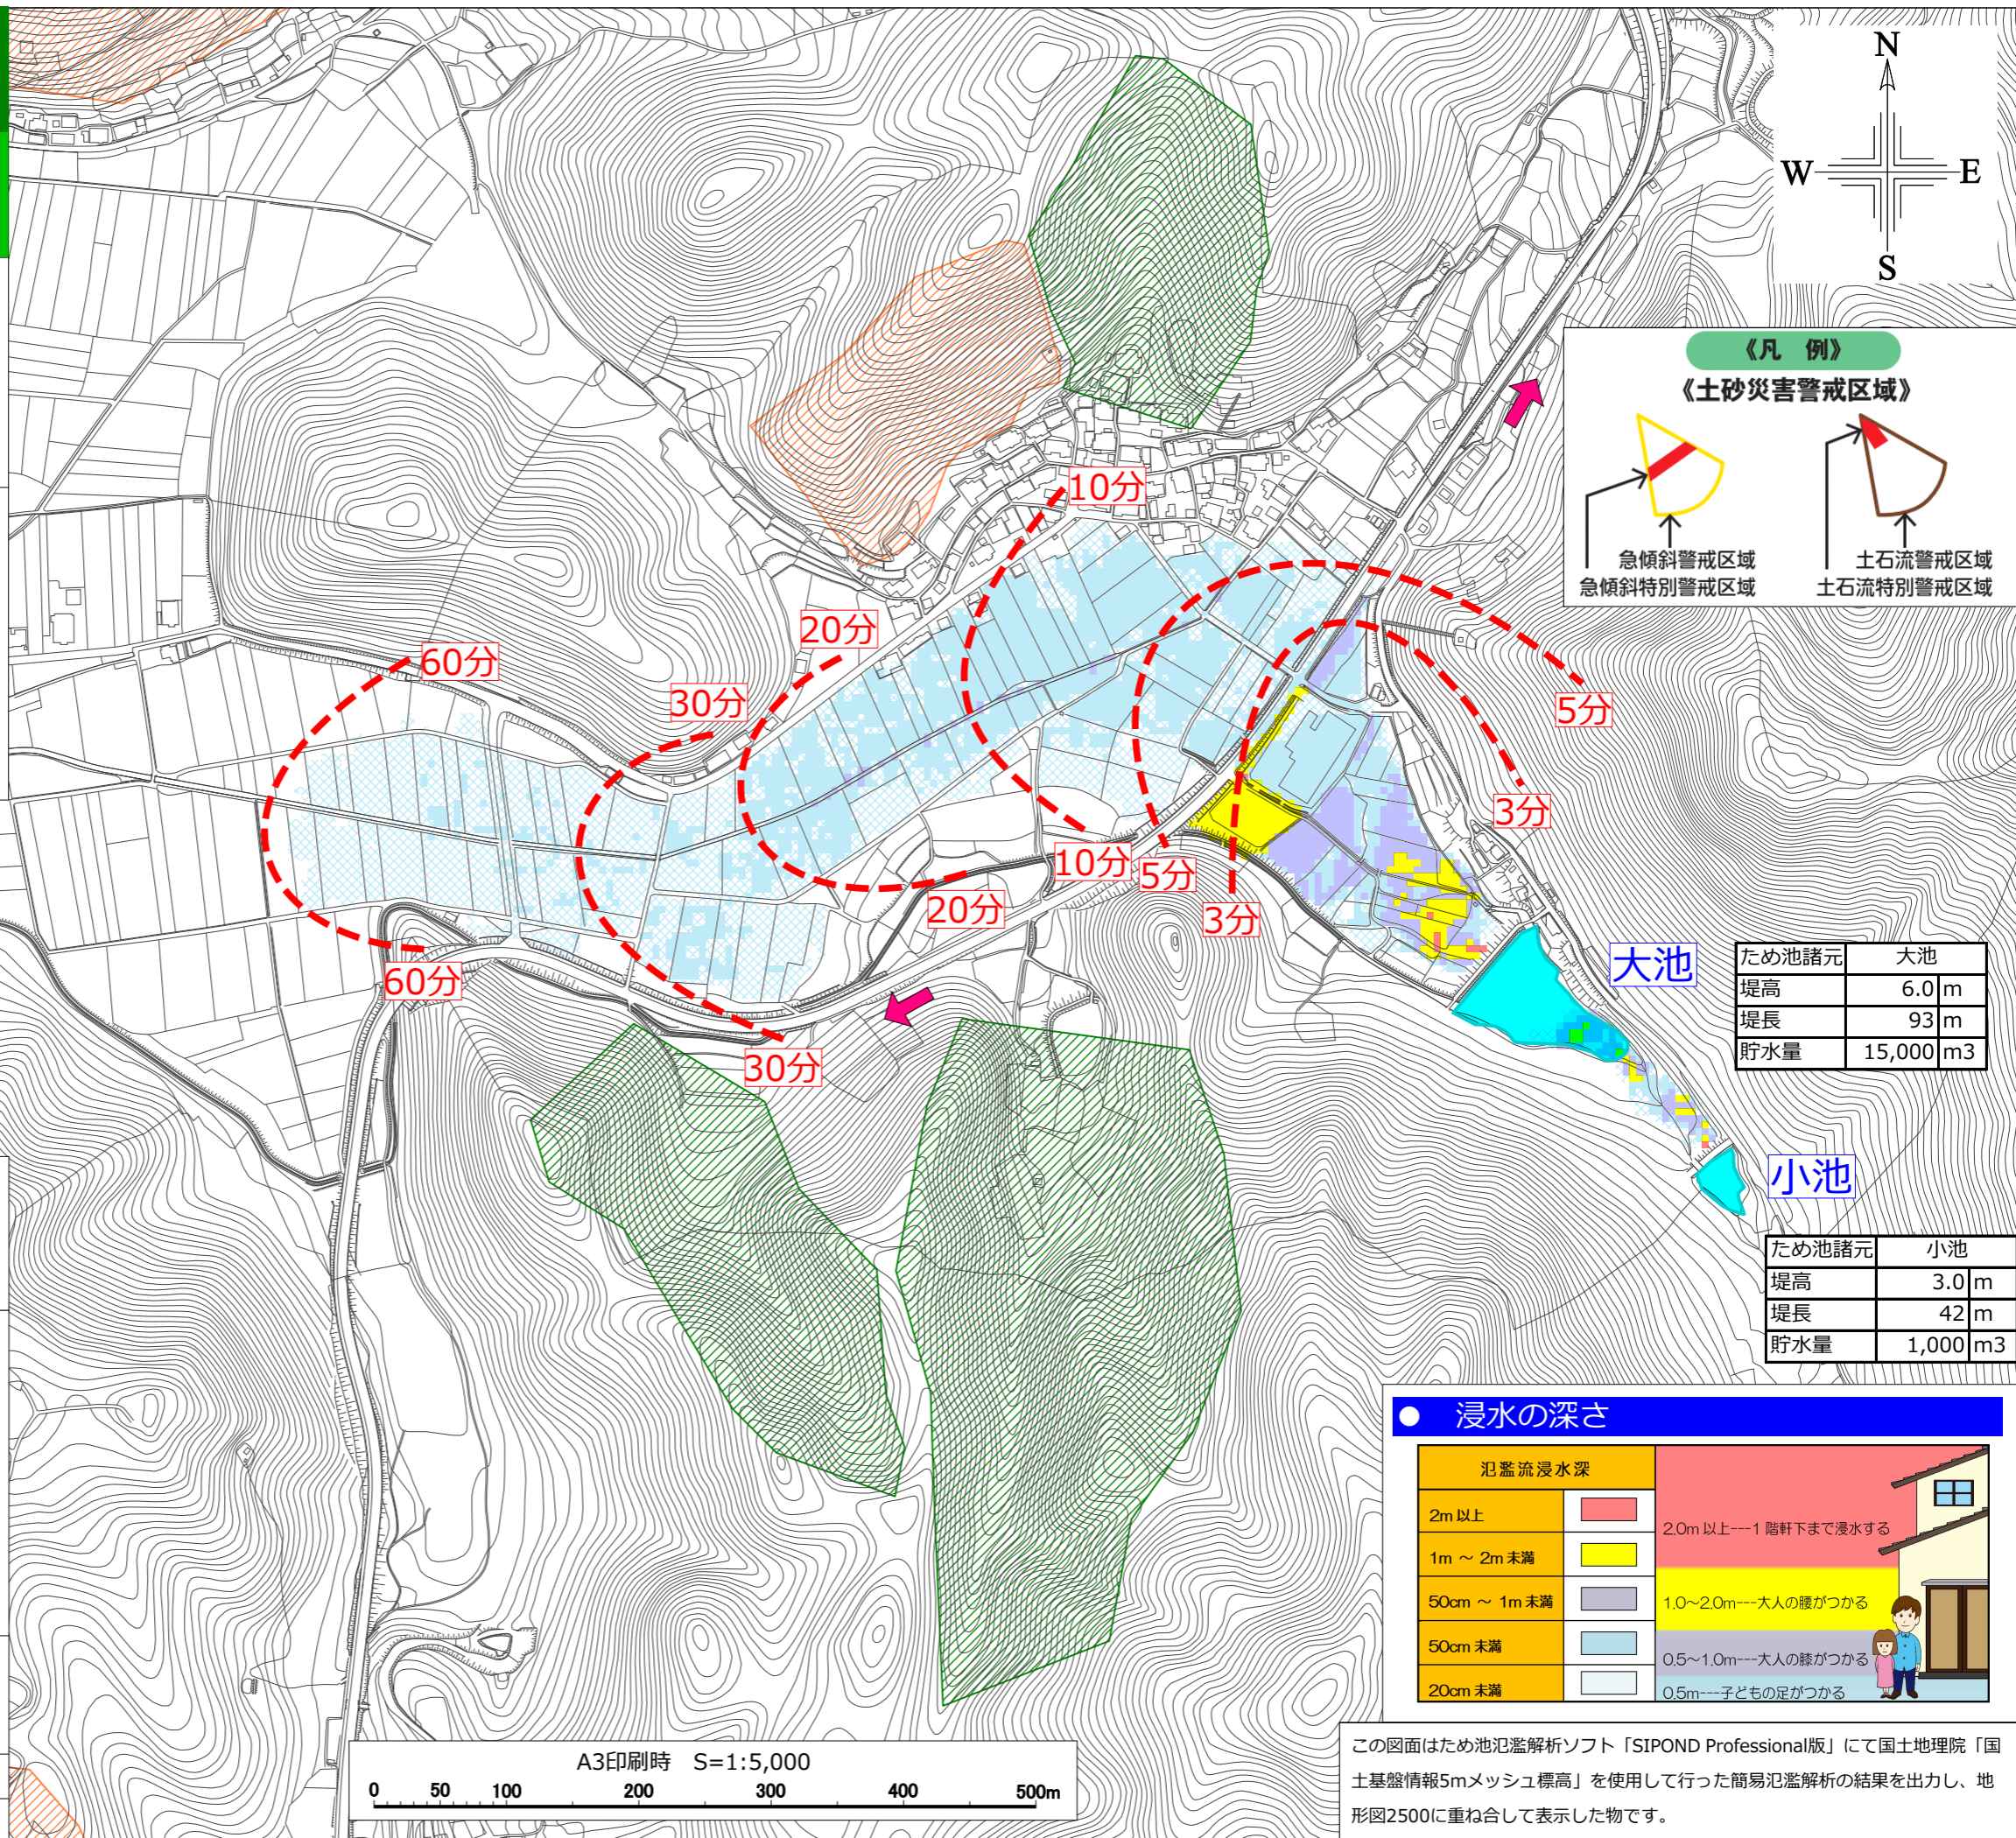 N
W
E
S
《凡 例》
《土砂災害警戒区域》
急傾斜警戒区域
急傾斜特別警戒区域
土石流警戒区域
土石流特別警戒区域
10分
20分
60分
30分
5分
3分
10分
5分
20分
3分
60分
30分
大池
ため池諸元 大池
堤高 6.0 m
堤長 93 m
貯水量 15,000 m3
小池
ため池諸元 小池
堤高 3.0 m
堤長 42 m
貯水量 1,000 m3
● 浸水の深さ
氾濫流浸水深
2m 以上
2.0m 以上---1 階軒下まで浸水する
1m ～ 2m 未満
1.0～2.0m---大人の腰がつかる
50cm ～ 1m 未満
0.5～1.0m---大人の膝がつかる
50cm 未満
0.5m---子どもの足がつかる
20cm 未満
A3印刷時 S=1:5,000
0 50 100 200 300 400 500m
この図面はため池氾濫解析ソフト「SIPOND Professional版」にて国土地理院「国
土基盤情報5mメッシュ標高」を使用して行った簡易氾濫解析の結果を出力し、地
形図2500に重ね合して表示した物です。